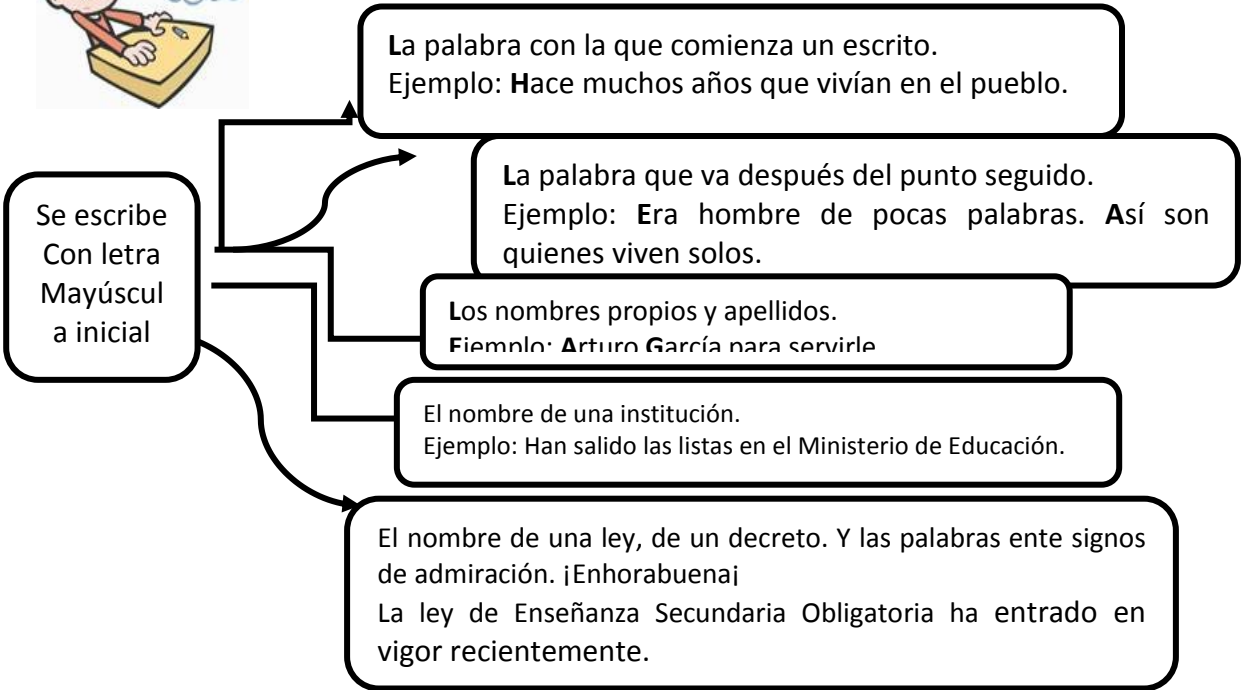 La palabra con la que comienza un escrito.
Ejemplo: Hace muchos años que vivían en el pueblo.
La palabra que va después del punto seguido.
Ejemplo: Era hombre de pocas palabras. Así son
quienes viven solos.
Se escribe
Con letra
Mayúscul
a inicial
Los nombres propios y apellidos.
Ejemplo: Arturo García para servirle
El nombre de una institución.
Ejemplo: Han salido las listas en el Ministerio de Educación.
El nombre de una ley, de un decreto. Y las palabras ente signos
de admiración. ¡Enhorabuena¡
La ley de Enseñanza Secundaria Obligatoria ha entrado en
vigor recientemente.